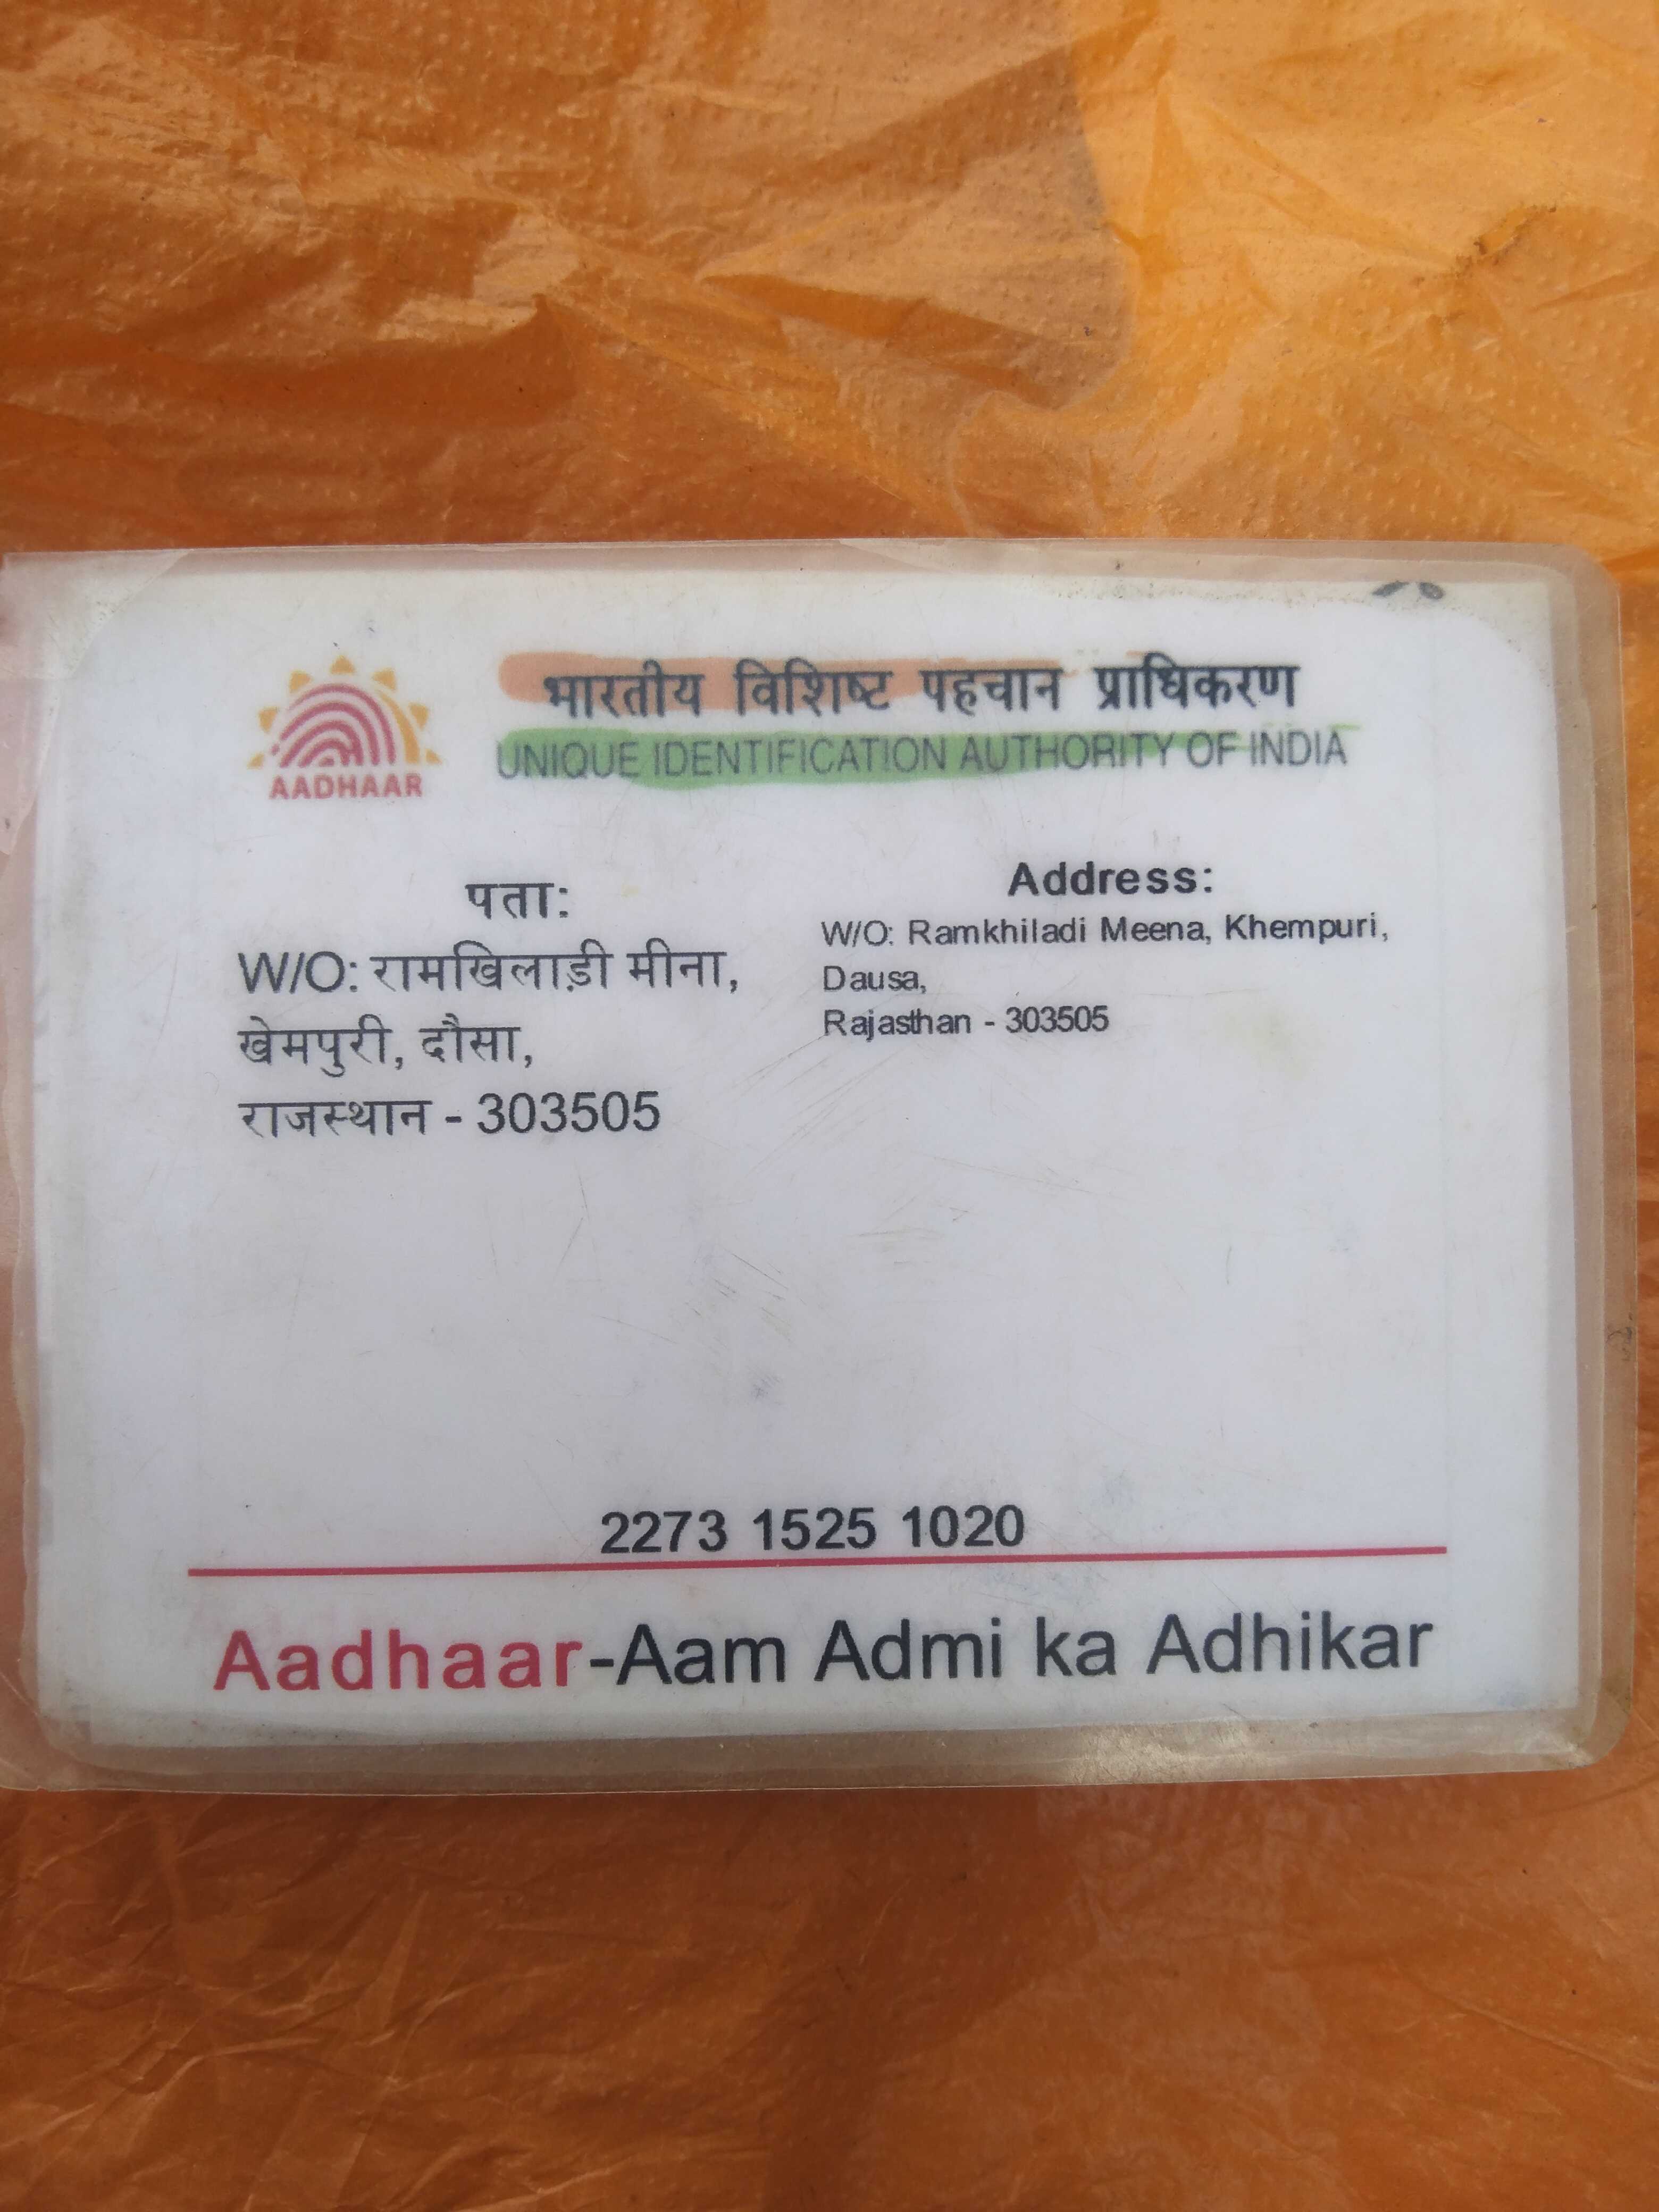 AADHAAR
भारतीय विशिष्ट पहचान प्राधिकरण
UNIQUE IDENTIFICATION AUTHORITY OF INDIA
पता:
W/O: रामखिलाड़ी मीना,
खेमपुरी, दौसा,
राजस्थान - 303505
Address:
W/O: Ramkhiladi Meena, Khempuri,
Dausa,
Rajasthan - 303505
2273 1525 1020
Aadhaar-Aam Admi ka Adhikar